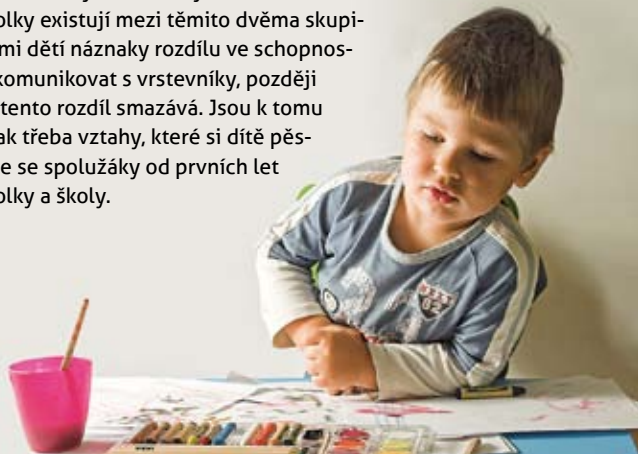 olky existují mezi těmito dvěma skupi-
mi dětí náznaky rozdílu ve schopnos-
komunikovat s vrstevníky, později
tento rozdíl smazává. Jsou k tomu
ak třeba vztahy, které si dítě pěs-
e se spolužáky od prvních let
olky a školy.
82